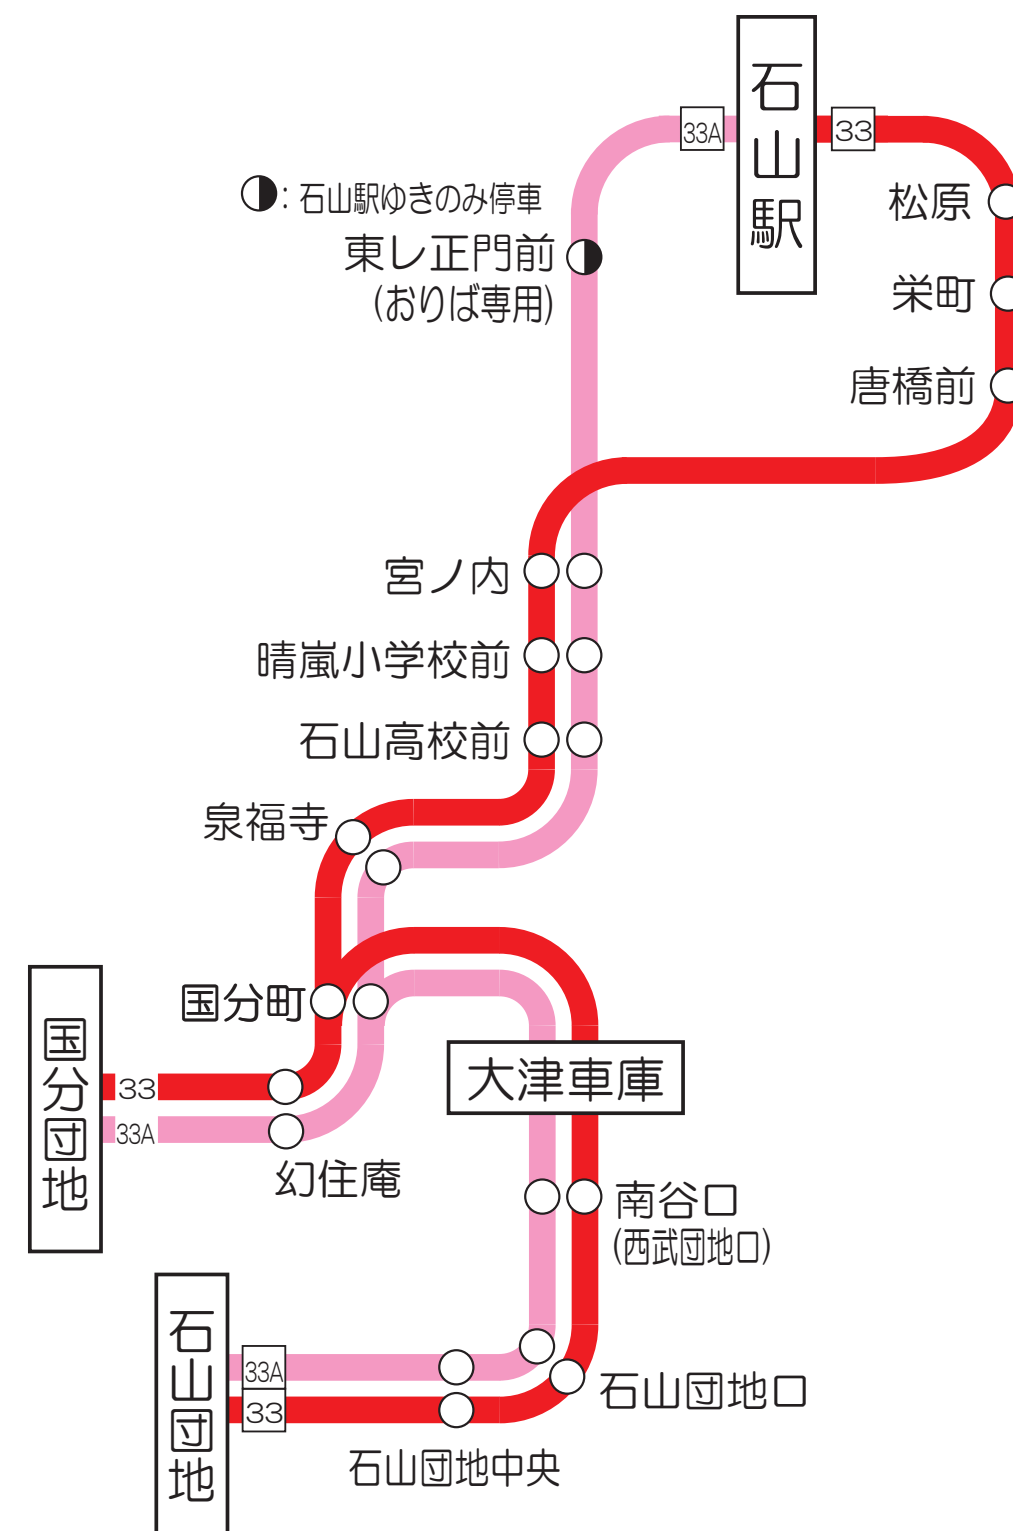 石山駅
33A
33
松原
:石山駅ゆきのみ停車
東レ正門前
(おりば専用)
栄町
唐橋前
宮ノ内
晴嵐小学校前
石山高校前
泉福寺
国分町
国分団地
大津車庫
33
33A
幻住庵
南谷口
(西武団地口)
石山団地
33A
33
石山団地口
石山団地中央